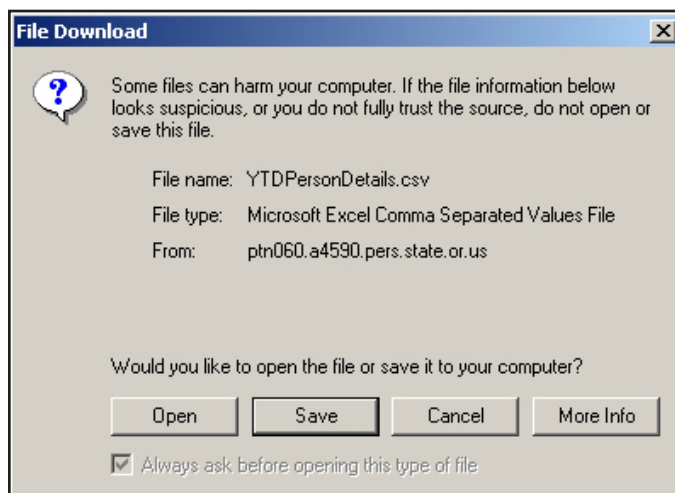 File Download
Some files can harm your computer. If the file information below
looks suspicious, or you do not fully trust the source, do not open or
save this file.
File name: YTDPersonDetails.csv
File type: Microsoft Excel Comma Separated Values File
From: ptn060.a4590.pers.state.or.us
Would you like to open the file or save it to your computer?
Open Save Cancel More Info
Always ask before opening this type of file